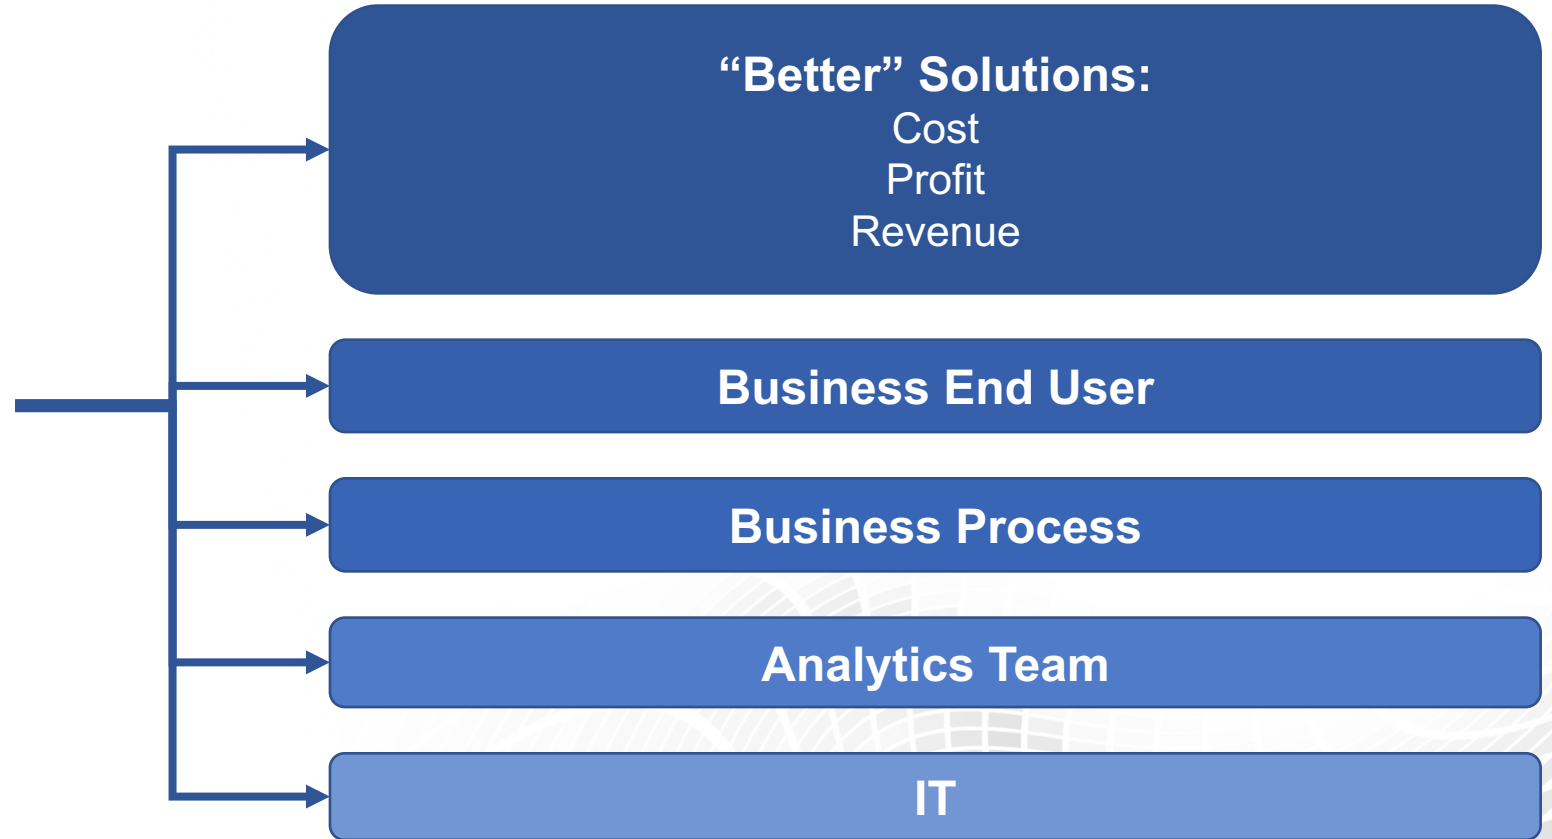 “Better” Solutions:
Cost
Profit
Revenue
Business End User
Business Process
Analytics Team
IT